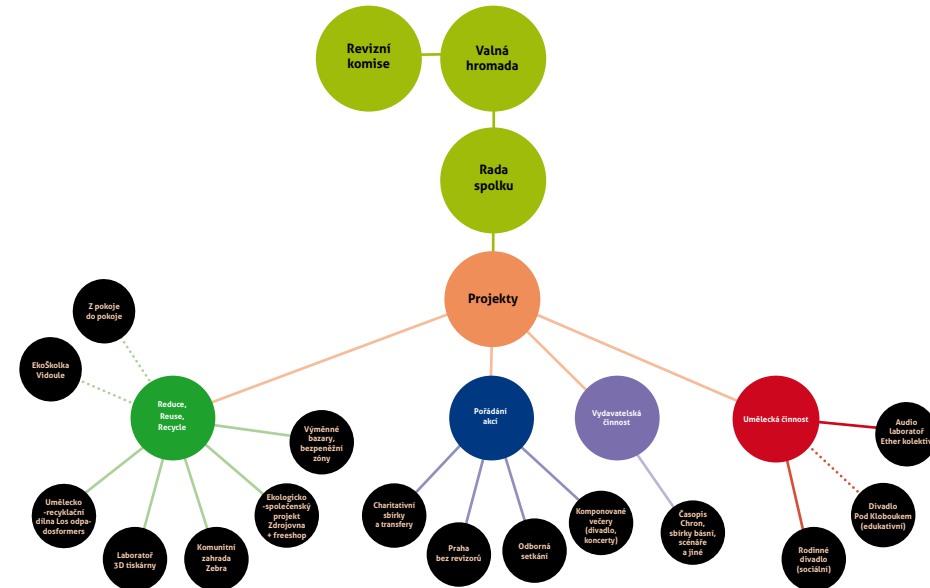 Revizní
komise
Valná
hromada
Rada
spolku
Projekty
Z pokoje
do pokoje
EkoŠkolka
Vidoule
Reduce,
Reuse,
Recycle
Výměnné
bazary,
bezpeněžní
zóny
Umělecko
-recyklační
dílna Los odpa-
dosformers
Laboratoř
3D tiskárny
Komunitní
zahrada
Zebra
Ekologicko
-společenský
projekt
Zdrojovna
+ freeshop
Pořádání
akcí
Charitativní
sbírky
a transfery
Praha
bez revizorů
Odborná
setkání
Komponované
večery
(divadlo,
koncerty)
Vydavatelská
činnost
Časopis
Chron,
sbírky básní,
scénáře
a jiné
Umělecká činnost
Audio
laboratoř
Ether kolektiv
Divadlo
Pod Kloboukem
(edukativní)
Rodinné
divadlo
(sociální)